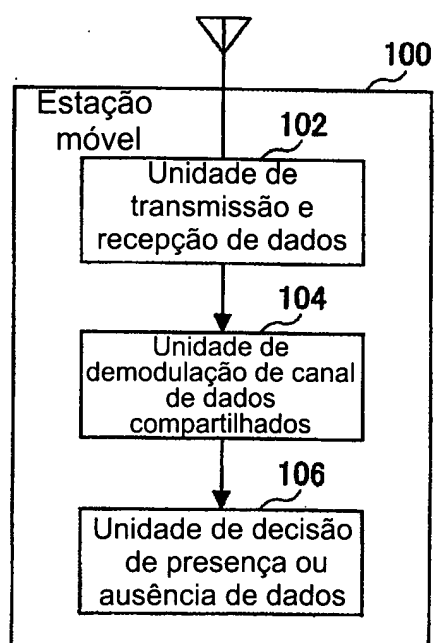 100
Estação
móvel
102
Unidade de
transmissão e
recepção de dados
104
Unidade de
demodulação de canal
de dados
compartilhados
106
Unidade de decisão
de presença ou
ausência de dados